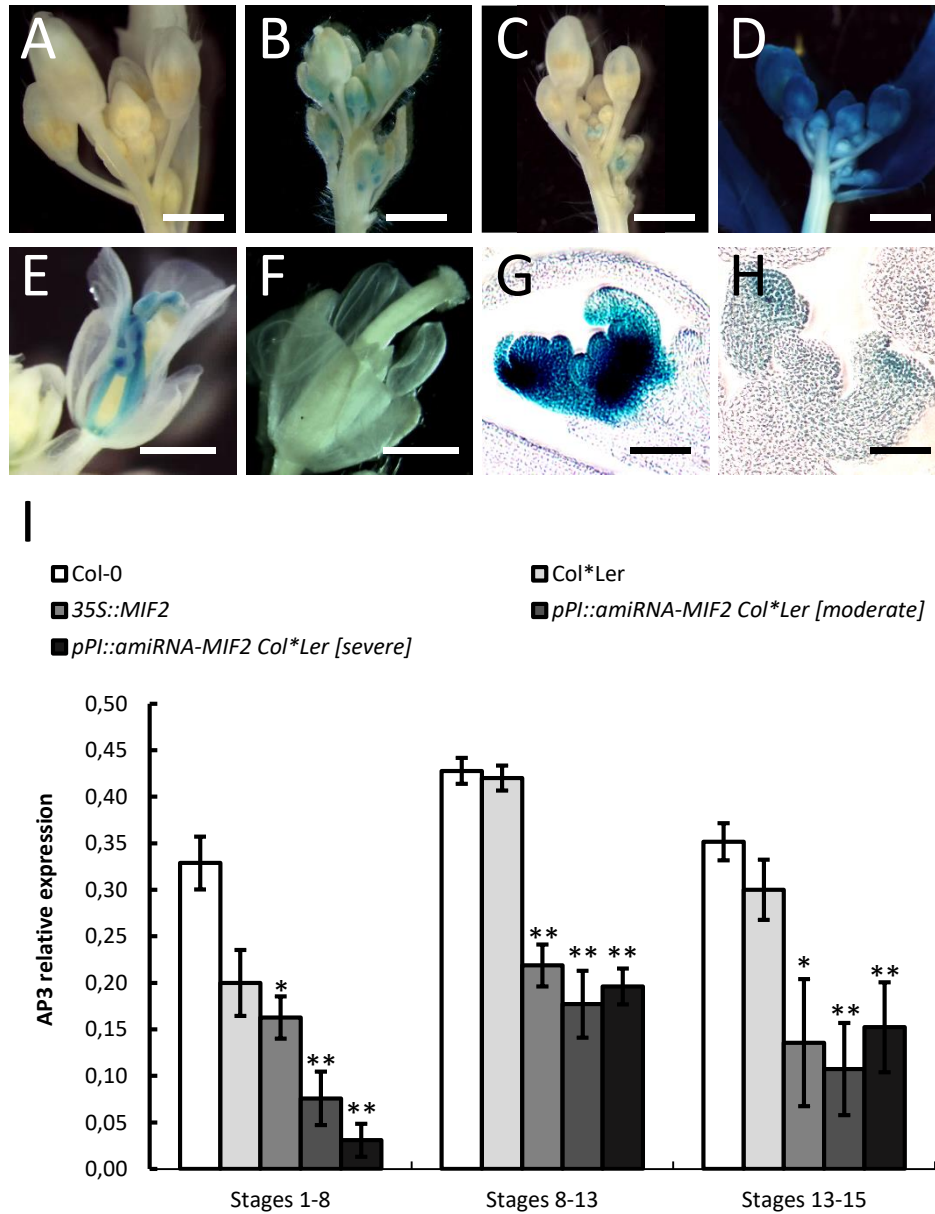 A
B
C
D
E
F
G
H
I
Col-0
Col*Ler
35S::MIF2
pPI::amiRNA-MIF2 Col*Ler [moderate]
pPI::amiRNA-MIF2 Col*Ler [severe]
AP3 relative expression
0,50
0,45
0,40
0,35
0,30
0,25
0,20
0,15
0,10
0,05
0,00
*
**
**
**
**
**
*
**
**
Stages 1-8
Stages 8-13
Stages 13-15